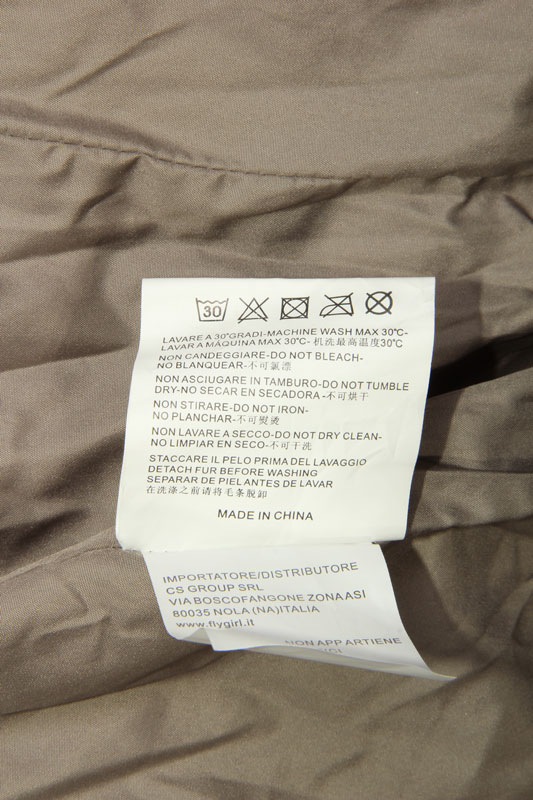 30
LAVARE A 30°GRADI-MACHINE WASH MAX 30℃-
LAVAR A MÁQUINA MAX 30℃- 机洗最高温度30℃
NON CANDEGGIARE-DO NOT BLEACH-
NO BLANQUEAR-不可氯漂
NON ASCIUGARE IN TAMBURO-DO NOT TUMBLE
DRY-NO SECAR EN SECADORA -不可烘干
NON STIRARE-DO NOT IRON-
NO PLANCHAR-不可熨烫
NON LAVARE A SECCO-DO NOT DRY CLEAN-
NO LIMPIAR EN SECO-不可干洗
STACCARE IL PELO PRIMA DEL LAVAGGIO
DETACH FUR BEFORE WASHING
SEPARAR DE PIEL ANTES DE LAVAR
在洗涤之前请将毛条脱卸
MADE IN CHINA
IMPORTATORE/DISTRIBUTORE
CS GROUP SRL
VIA BOSCOFANGONE ZONA ASI
80035 NOLA (NA)ITALIA
www.flygirl.it
NON APPARTIENE